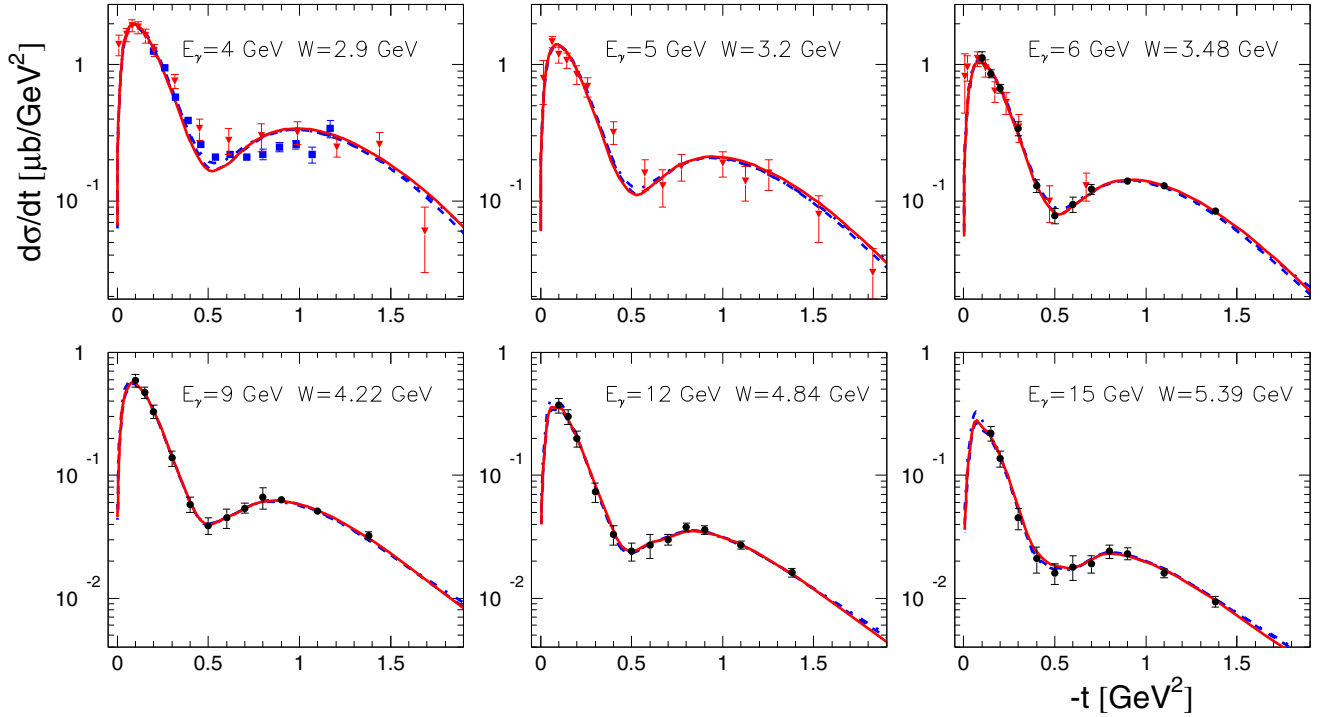 dσ/dt [μb/GeV²]
E_γ=4 GeV W=2.9 GeV
E_γ=5 GeV W=3.2 GeV
E_γ=6 GeV W=3.48 GeV
1
10⁻¹
1
10⁻¹
1
10⁻¹
0 0.5 1 1.5
0 0.5 1 1.5
0 0.5 1 1.5
E_γ=9 GeV W=4.22 GeV
E_γ=12 GeV W=4.84 GeV
E_γ=15 GeV W=5.39 GeV
1
10⁻¹
10⁻²
1
10⁻¹
10⁻²
1
10⁻¹
10⁻²
0 0.5 1 1.5
0 0.5 1 1.5
0 0.5 1 1.5
-t [GeV²]